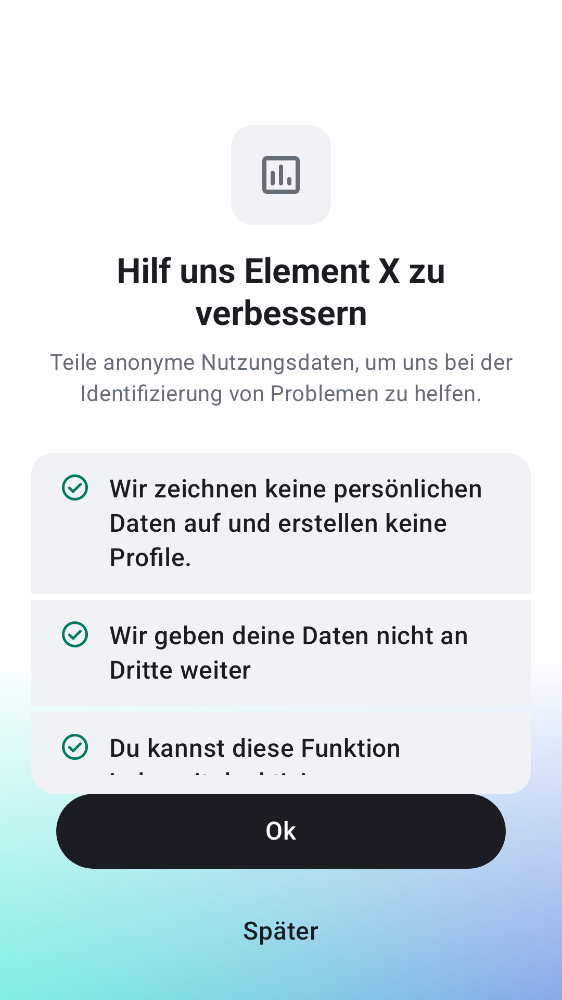 Hilf uns Element X zu
verbessern
Teile anonyme Nutzungsdaten, um uns bei der
Identifizierung von Problemen zu helfen.
Wir zeichnen keine persönlichen
Daten auf und erstellen keine
Profile.
Wir geben deine Daten nicht an
Dritte weiter
Du kannst diese Funktion
Ok
Später